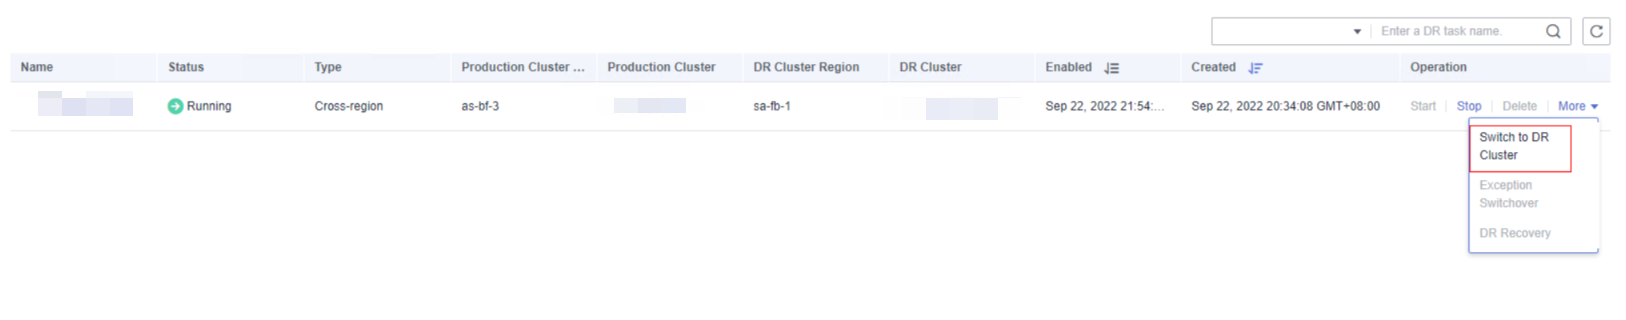 Enter a DR task name.
Name Status Type Production Cluster ... Production Cluster DR Cluster Region DR Cluster Enabled Created Operation
Running Cross-region as-bf-3 sa-fb-1 Sep 22, 2022 21:54:... Sep 22, 2022 20:34:08 GMT+08:00 Start Stop Delete More
Switch to DR
Cluster
Exception
Switchover
DR Recovery